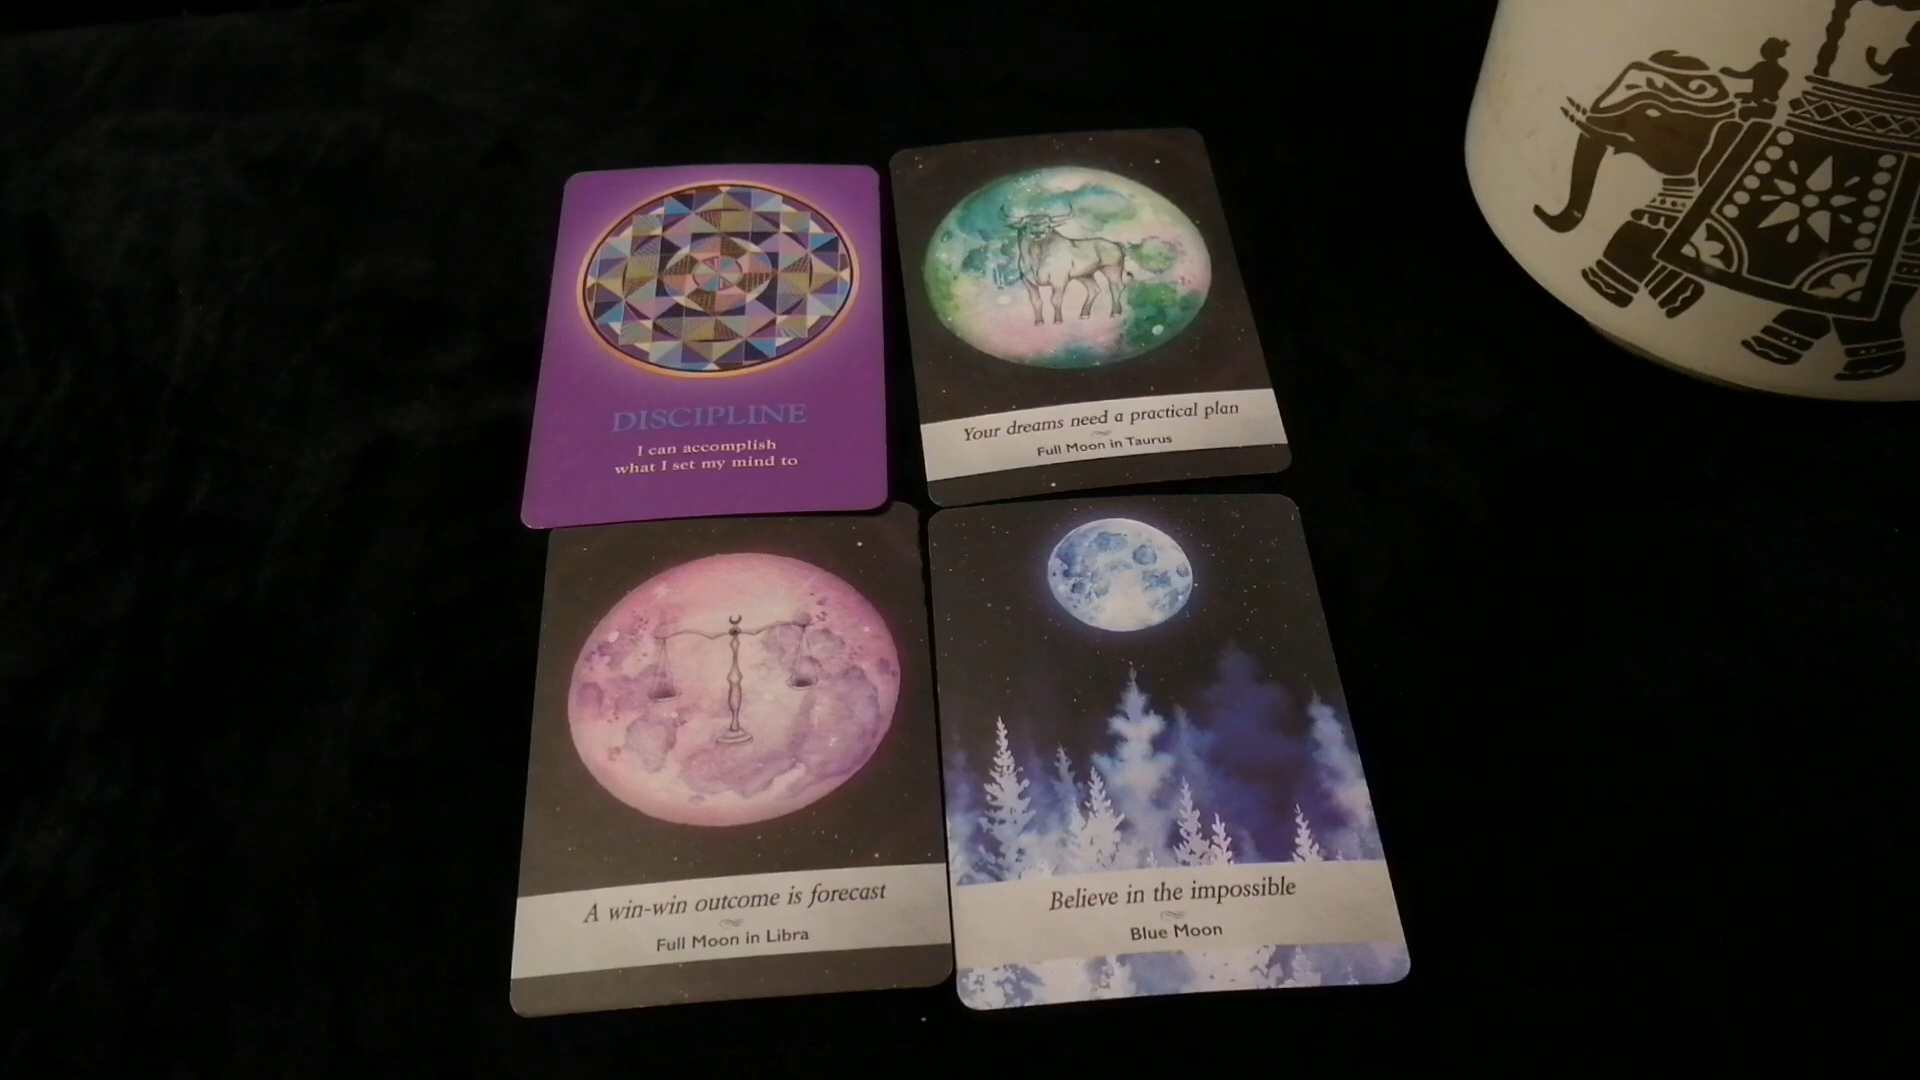 DISCIPLINE
I can accomplish
what I set my mind to
Your dreams need a practical plan
Full Moon in Taurus
A win-win outcome is forecast
Full Moon in Libra
Believe in the impossible
Blue Moon